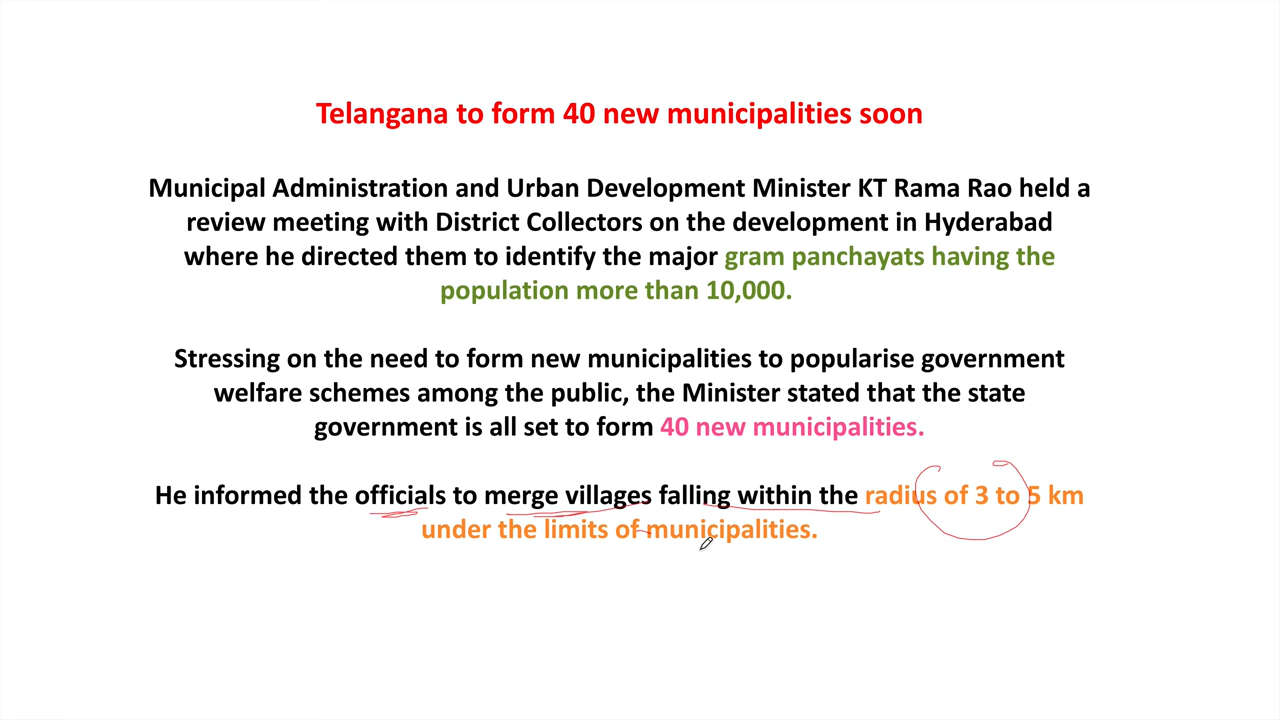 Telangana to form 40 new municipalities soon
Municipal Administration and Urban Development Minister KT Rama Rao held a
review meeting with District Collectors on the development in Hyderabad
where he directed them to identify the major gram panchayats having the
population more than 10,000.
Stressing on the need to form new municipalities to popularise government
welfare schemes among the public, the Minister stated that the state
government is all set to form 40 new municipalities.
He informed the officials to merge villages falling within the radius of 3 to 5 km
under the limits of municipalities.